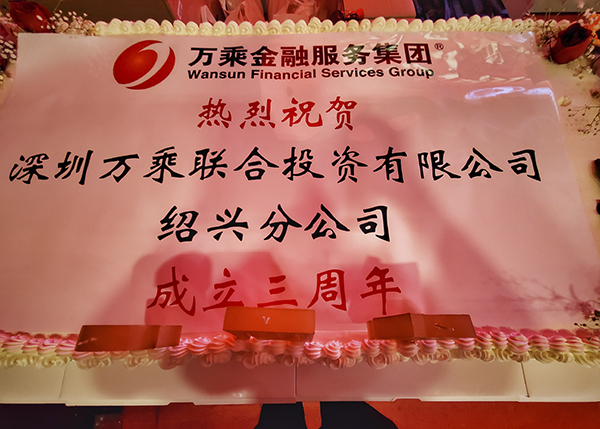 万乘金融服务集团®
Wansun Financial Services Group
热烈祝贺
深圳万乘联合投资有限公司
绍兴分公司
成立三周年